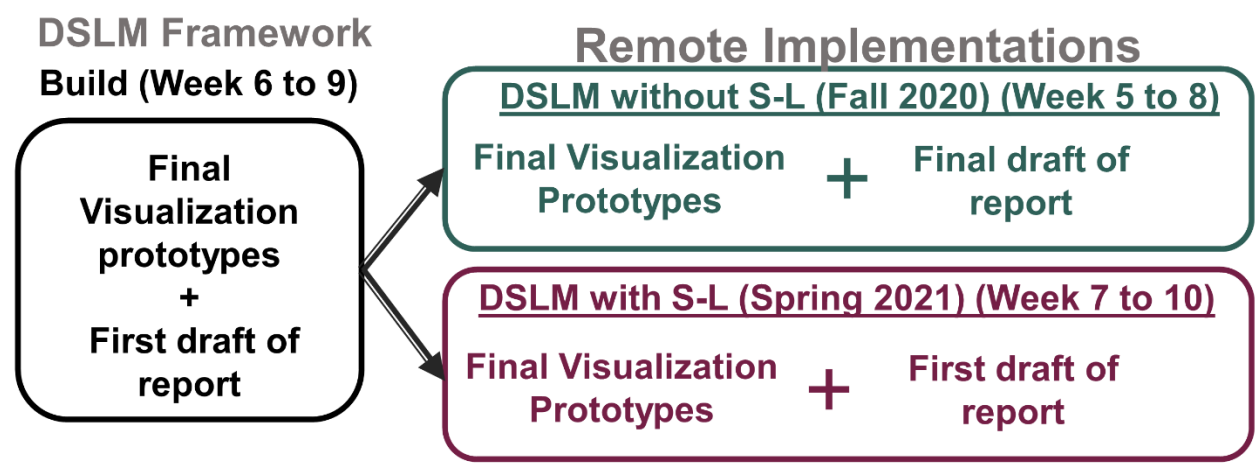 DSLM Framework
Build (Week 6 to 9)
Final
Visualization
prototypes
+
First draft of
report
Remote Implementations
DSLM without S-L (Fall 2020) (Week 5 to 8)
Final Visualization
Prototypes
+
Final draft of
report
DSLM with S-L (Spring 2021) (Week 7 to 10)
Final Visualization
Prototypes
+
First draft of
report